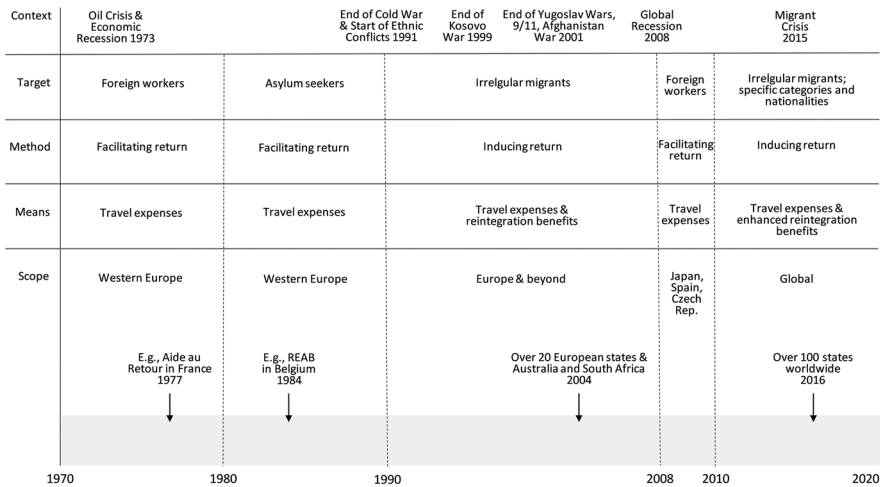 Context
Oil Crisis &
Economic
Recession 1973
End of Cold War
& Start of Ethnic
Conflicts 1991
End of
Kosovo
War 1999
End of Yugoslav Wars,
9/11, Afghanistan
War 2001
Global
Recession
2008
Migrant
Crisis
2015
Target
Foreign workers
Asylum seekers
Irrelgular migrants
Foreign
workers
Irrelgular migrants;
specific categories and
nationalities
Method
Facilitating return
Facilitating return
Inducing return
Facilitating
return
Inducing return
Means
Travel expenses
Travel expenses
Travel expenses &
reintegration benefits
Travel
expenses
Travel expenses &
enhanced reintegration
benefits
Scope
Western Europe
Western Europe
Europe & beyond
Japan,
Spain,
Czech
Rep.
Global
E.g., Aide au
Retour in France
1977
E.g., REAB
in Belgium
1984
Over 20 European states &
Australia and South Africa
2004
Over 100 states
worldwide
2016
1970
1980
1990
2008
2010
2020